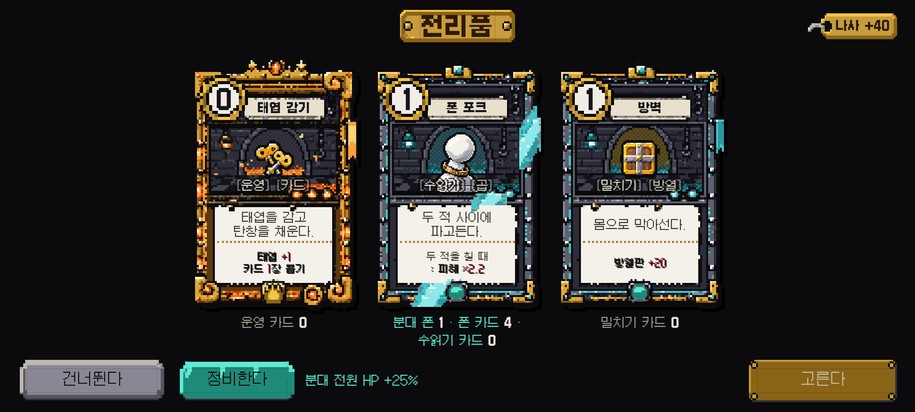 전리품
나사 +40
0
태엽 감기
[운영] [카드]
태엽을 감고
탄창을 채운다.
태엽 +1
카드 1장 뽑기
운영 카드 0
1
폰 포크
[수읽기] [곱]
두 적 사이에
파고든다.
두 적을 칠 때
: 피해 ×2.2
분대 폰 1 · 폰 카드 4 ·
수읽기 카드 0
1
방벽
[밀치기] [방열]
몸으로 막아선다.
방열판 +20
밀치기 카드 0
건너뛴다
정비한다
분대 전원 HP +25%
고른다